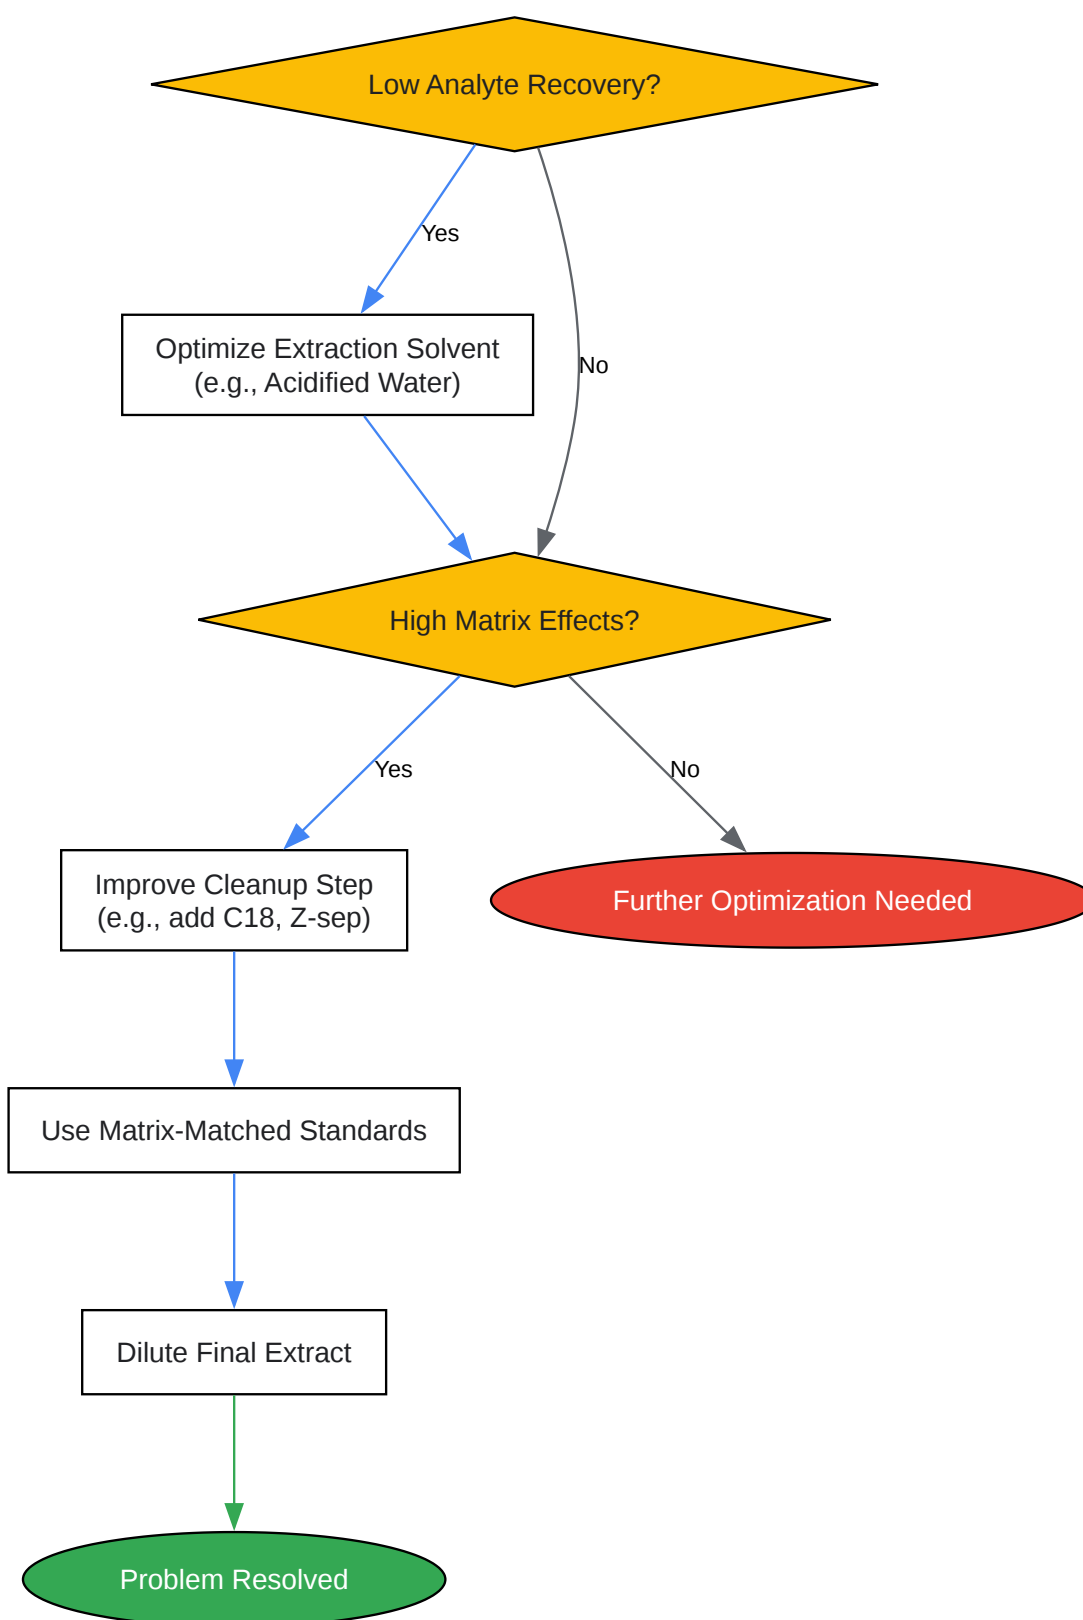 Low Analyte Recovery?
Yes
Optimize Extraction Solvent
(e.g., Acidified Water)
No
High Matrix Effects?
Yes
No
Improve Cleanup Step
(e.g., add C18, Z-sep)
Further Optimization Needed
Use Matrix-Matched Standards
Dilute Final Extract
Problem Resolved